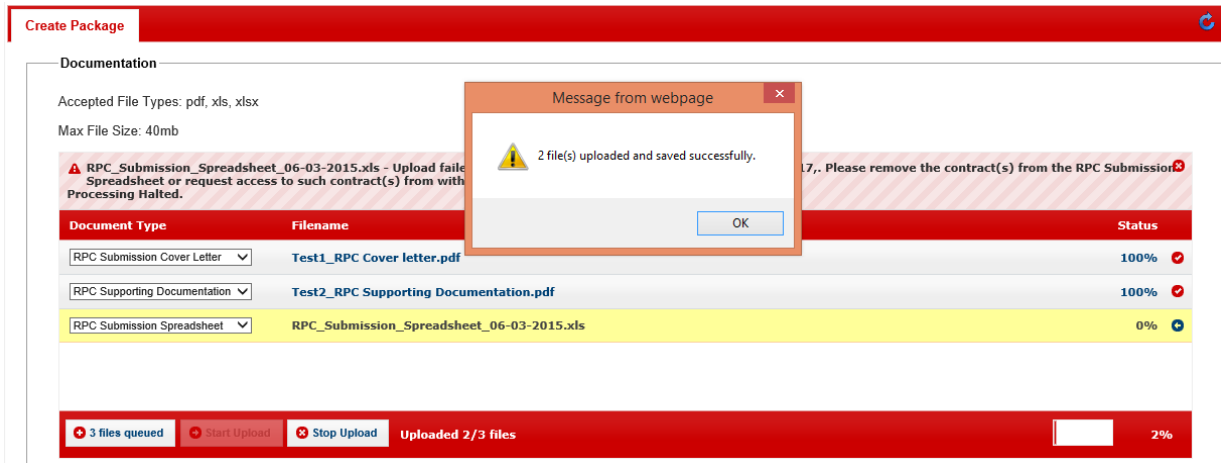 Create Package
Documentation
Accepted File Types: pdf, xls, xlsx
Max File Size: 40mb
Message from webpage
2 file(s) uploaded and saved successfully.
OK
RPC_Submission_Spreadsheet_06-03-2015.xls - Upload faile 17,. Please remove the contract(s) from the RPC Submission
Spreadsheet or request access to such contract(s) from with
Processing Halted.
Document Type Filename Status
RPC Submission Cover Letter Test1_RPC Cover letter.pdf 100%
RPC Supporting Documentation Test2_RPC Supporting Documentation.pdf 100%
RPC Submission Spreadsheet RPC_Submission_Spreadsheet_06-03-2015.xls 0%
3 files queued Start Upload Stop Upload Uploaded 2/3 files 2%